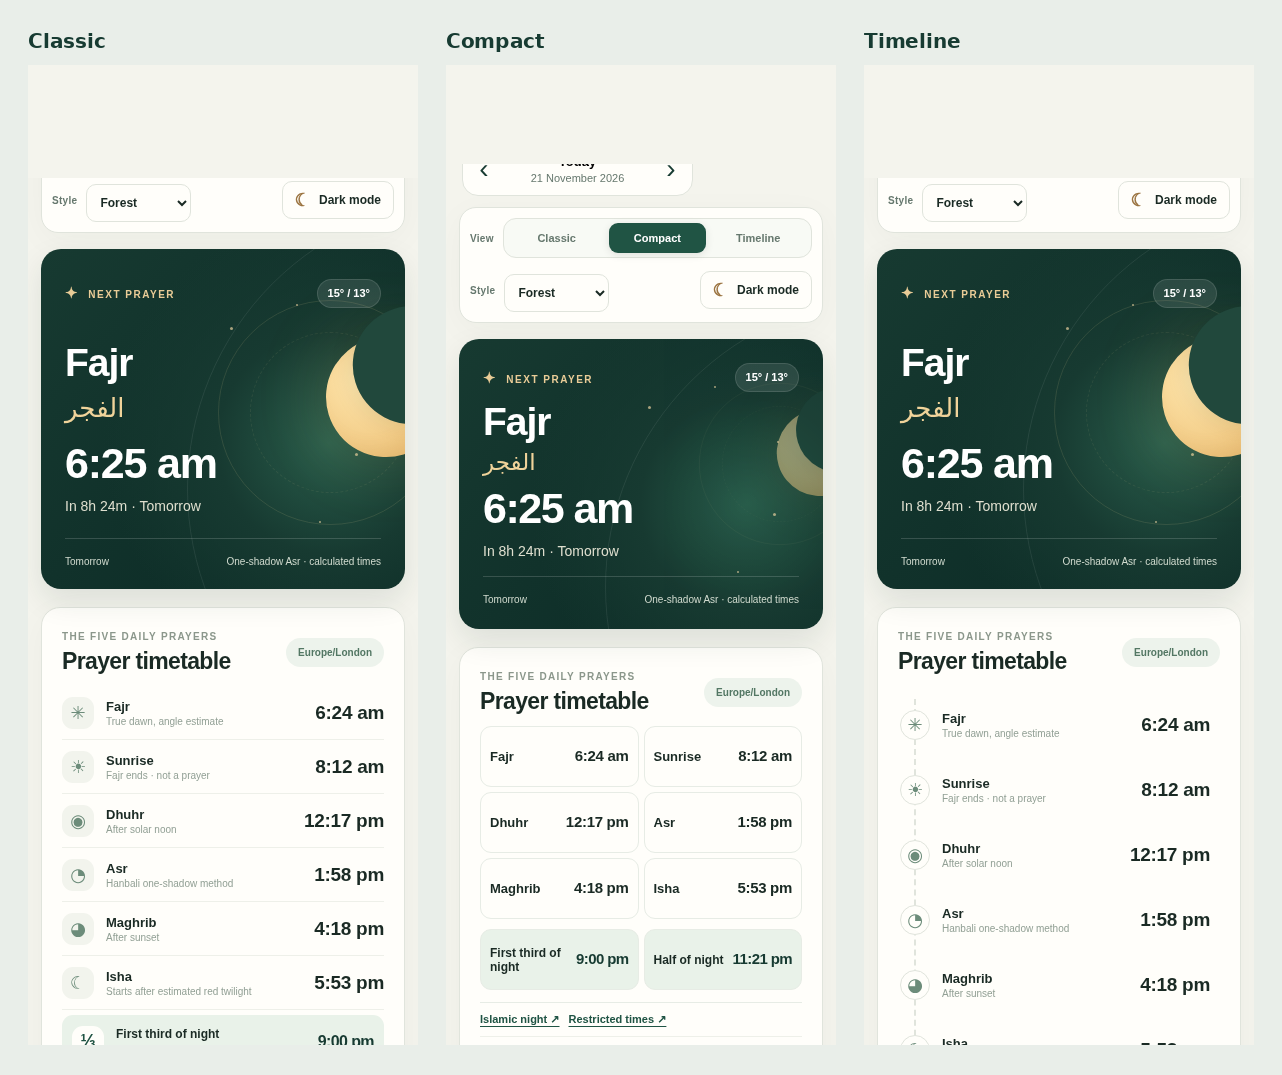 Classic
Style
Forest
☾ Dark mode
✦ NEXT PRAYER
15° / 13°
Fajr
الفجر
6:25 am
In 8h 24m · Tomorrow
Tomorrow
One-shadow Asr · calculated times
THE FIVE DAILY PRAYERS
Prayer timetable
Europe/London
Fajr
True dawn, angle estimate
6:24 am
Sunrise
Fajr ends · not a prayer
8:12 am
Dhuhr
After solar noon
12:17 pm
Asr
Hanbali one-shadow method
1:58 pm
Maghrib
After sunset
4:18 pm
Isha
Starts after estimated red twilight
5:53 pm
⅓
First third of night
9:00 pm
Compact
‹
Today
›
21 November 2026
View
Classic
Compact
Timeline
Style
Forest
☾ Dark mode
✦ NEXT PRAYER
15° / 13°
Fajr
الفجر
6:25 am
In 8h 24m · Tomorrow
Tomorrow
One-shadow Asr · calculated times
THE FIVE DAILY PRAYERS
Prayer timetable
Europe/London
Fajr
6:24 am
Sunrise
8:12 am
Dhuhr
12:17 pm
Asr
1:58 pm
Maghrib
4:18 pm
Isha
5:53 pm
First third of
night
9:00 pm
Half of night
11:21 pm
Islamic night ↗
Restricted times ↗
Timeline
Style
Forest
☾ Dark mode
✦ NEXT PRAYER
15° / 13°
Fajr
الفجر
6:25 am
In 8h 24m · Tomorrow
Tomorrow
One-shadow Asr · calculated times
THE FIVE DAILY PRAYERS
Prayer timetable
Europe/London
Fajr
True dawn, angle estimate
6:24 am
Sunrise
Fajr ends · not a prayer
8:12 am
Dhuhr
After solar noon
12:17 pm
Asr
Hanbali one-shadow method
1:58 pm
Maghrib
After sunset
4:18 pm
Isha